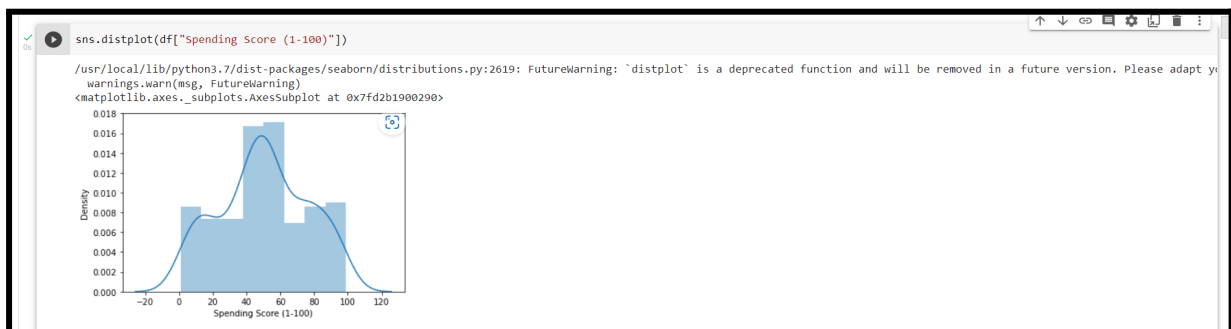 0s
sns.distplot(df["Spending Score (1-100)"])
/usr/local/lib/python3.7/dist-packages/seaborn/distributions.py:2619: FutureWarning: `distplot` is a deprecated function and will be removed in a future version. Please adapt
warnings.warn(msg, FutureWarning)
<matplotlib.axes._subplots.AxesSubplot at 0x7fd2b1900290>
0.018
0.016
0.014
0.012
0.010
0.008
0.006
0.004
0.002
0.000
Density
−20 0 20 40 60 80 100 120
Spending Score (1-100)